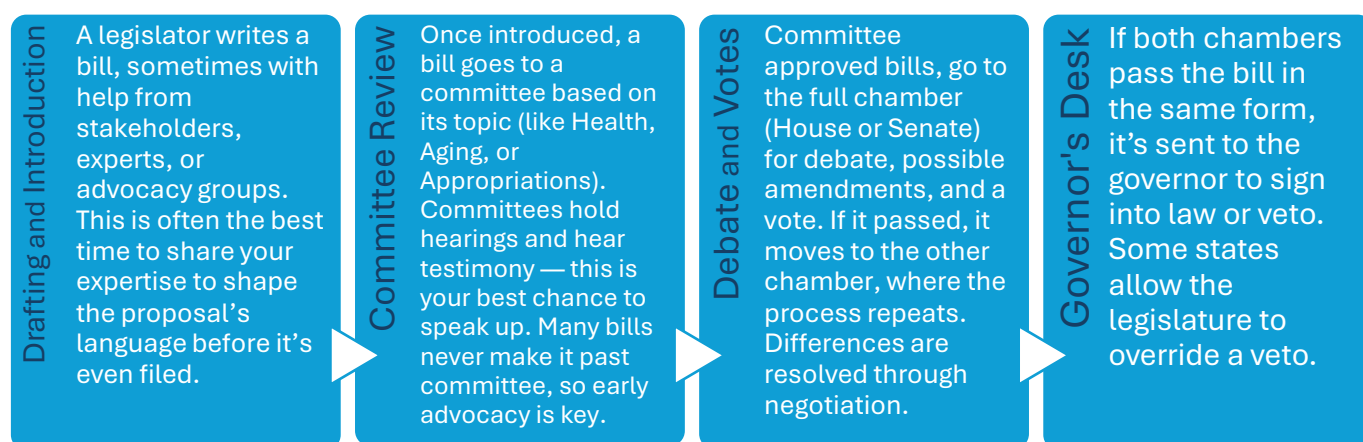 Drafting and Introduction
A legislator writes a
bill, sometimes with
help from
stakeholders,
experts, or
advocacy groups.
This is often the best
time to share your
expertise to shape
the proposal’s
language before it’s
even filed.
Committee Review
Once introduced, a
bill goes to a
committee based on
its topic (like Health,
Aging, or
Appropriations).
Committees hold
hearings and hear
testimony — this is
your best chance to
speak up. Many bills
never make it past
committee, so early
advocacy is key.
Debate and Votes
Committee
approved bills, go to
the full chamber
(House or Senate)
for debate, possible
amendments, and a
vote. If it passed, it
moves to the other
chamber, where the
process repeats.
Differences are
resolved through
negotiation.
Governor's Desk
If both chambers
pass the bill in
the same form,
it’s sent to the
governor to sign
into law or veto.
Some states
allow the
legislature to
override a veto.